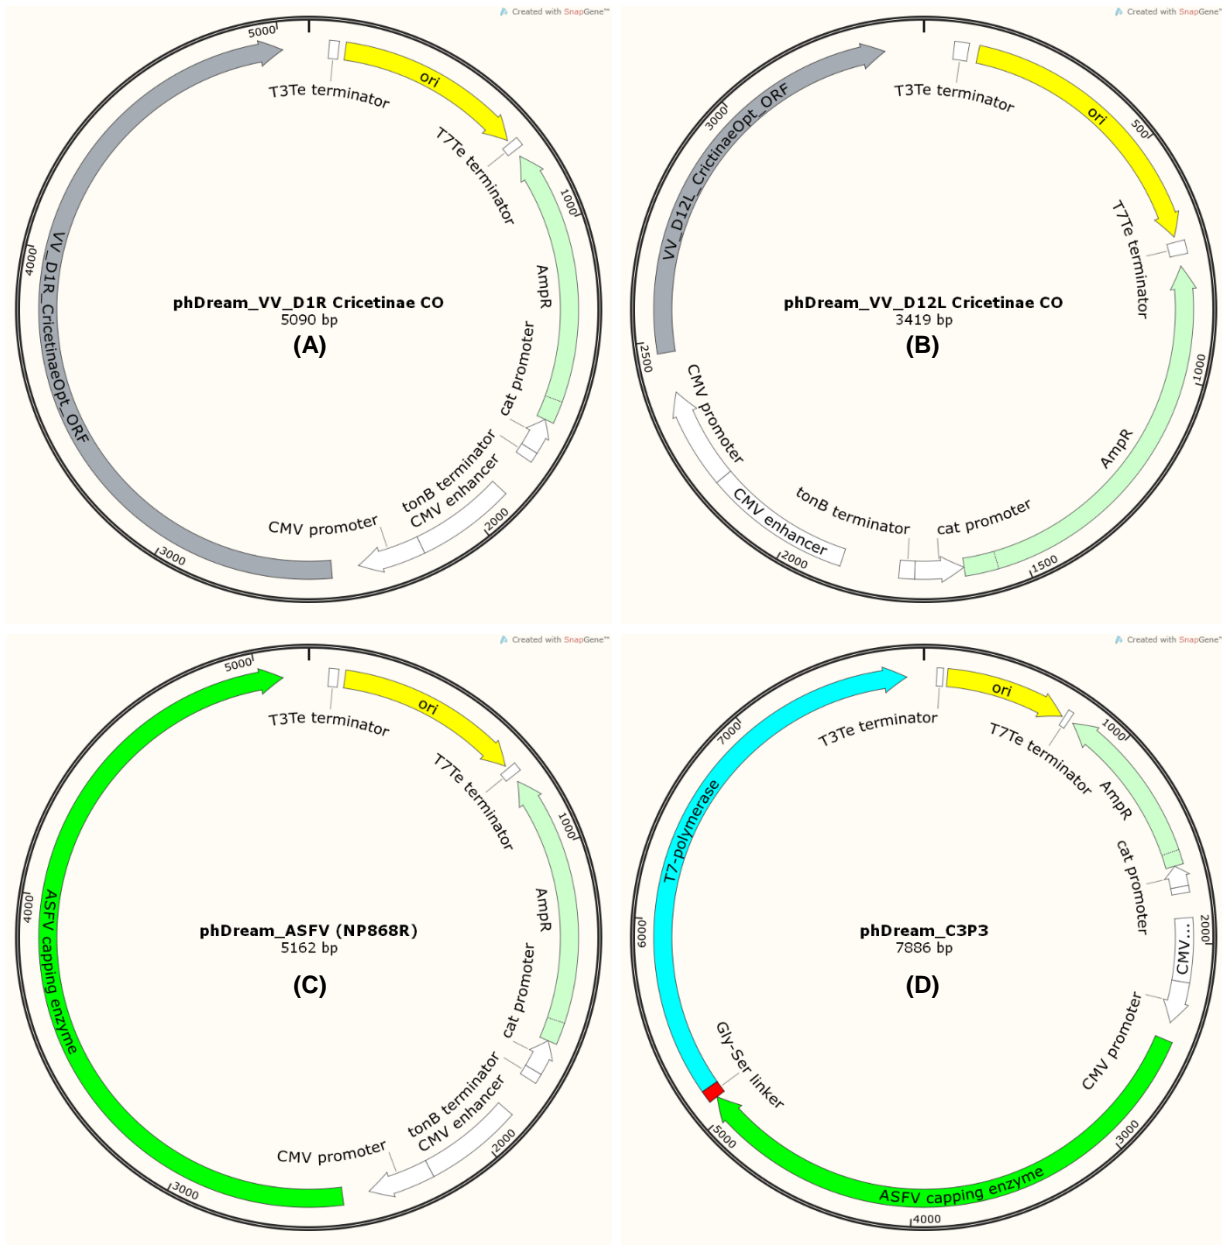 Created with SnapGene™
5000
T3Te terminator
ori
T7Te terminator
1000
AmpR
cat promoter
tonB terminator
CMV enhancer
2000
CMV promoter
3000
VV_D1R_CricetinaeOpt_ORF
4000
phDream_VV_D1R Cricetinae CO
5090 bp
(A)
Created with SnapGene™
T3Te terminator
ori
500
T7Te terminator
1000
AmpR
1500
cat promoter
tonB terminator
2000
CMV enhancer
CMV promoter
2500
VV_D12L_CrictinaeOpt_ORF
3000
phDream_VV_D12L Cricetinae CO
3419 bp
(B)
Created with SnapGene™
5000
T3Te terminator
ori
T7Te terminator
1000
AmpR
cat promoter
tonB terminator
CMV enhancer
2000
CMV promoter
3000
ASFV capping enzyme
4000
phDream_ASFV (NP868R)
5162 bp
(C)
Created with SnapGene™
T3Te terminator
ori
T7Te terminator
1000
AmpR
cat promoter
2000
CMV...
CMV promoter
3000
ASFV capping enzyme
4000
5000
Gly-Ser linker
6000
T7-polymerase
7000
phDream_C3P3
7886 bp
(D)